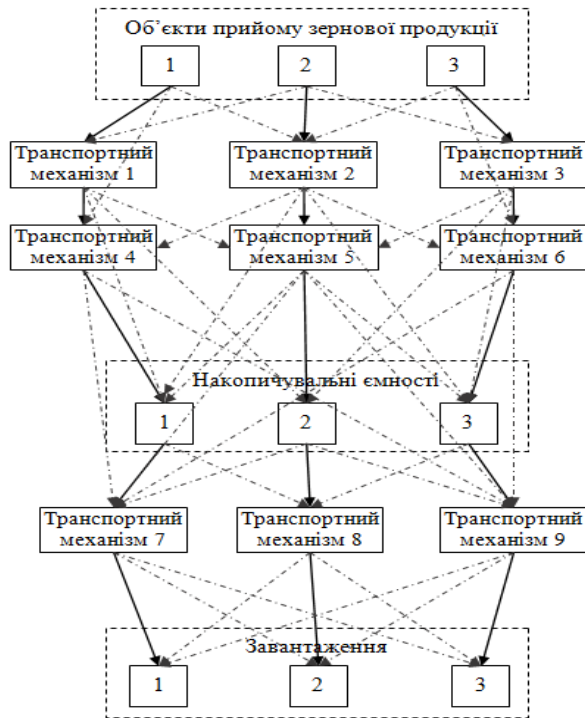 Об’єкти прийому зернової продукції
1 2 3
Транспортний механізм 1
Транспортний механізм 2
Транспортний механізм 3
Транспортний механізм 4
Транспортний механізм 5
Транспортний механізм 6
Накопичувальні ємності
1 2 3
Транспортний механізм 7
Транспортний механізм 8
Транспортний механізм 9
Завантаження
1 2 3